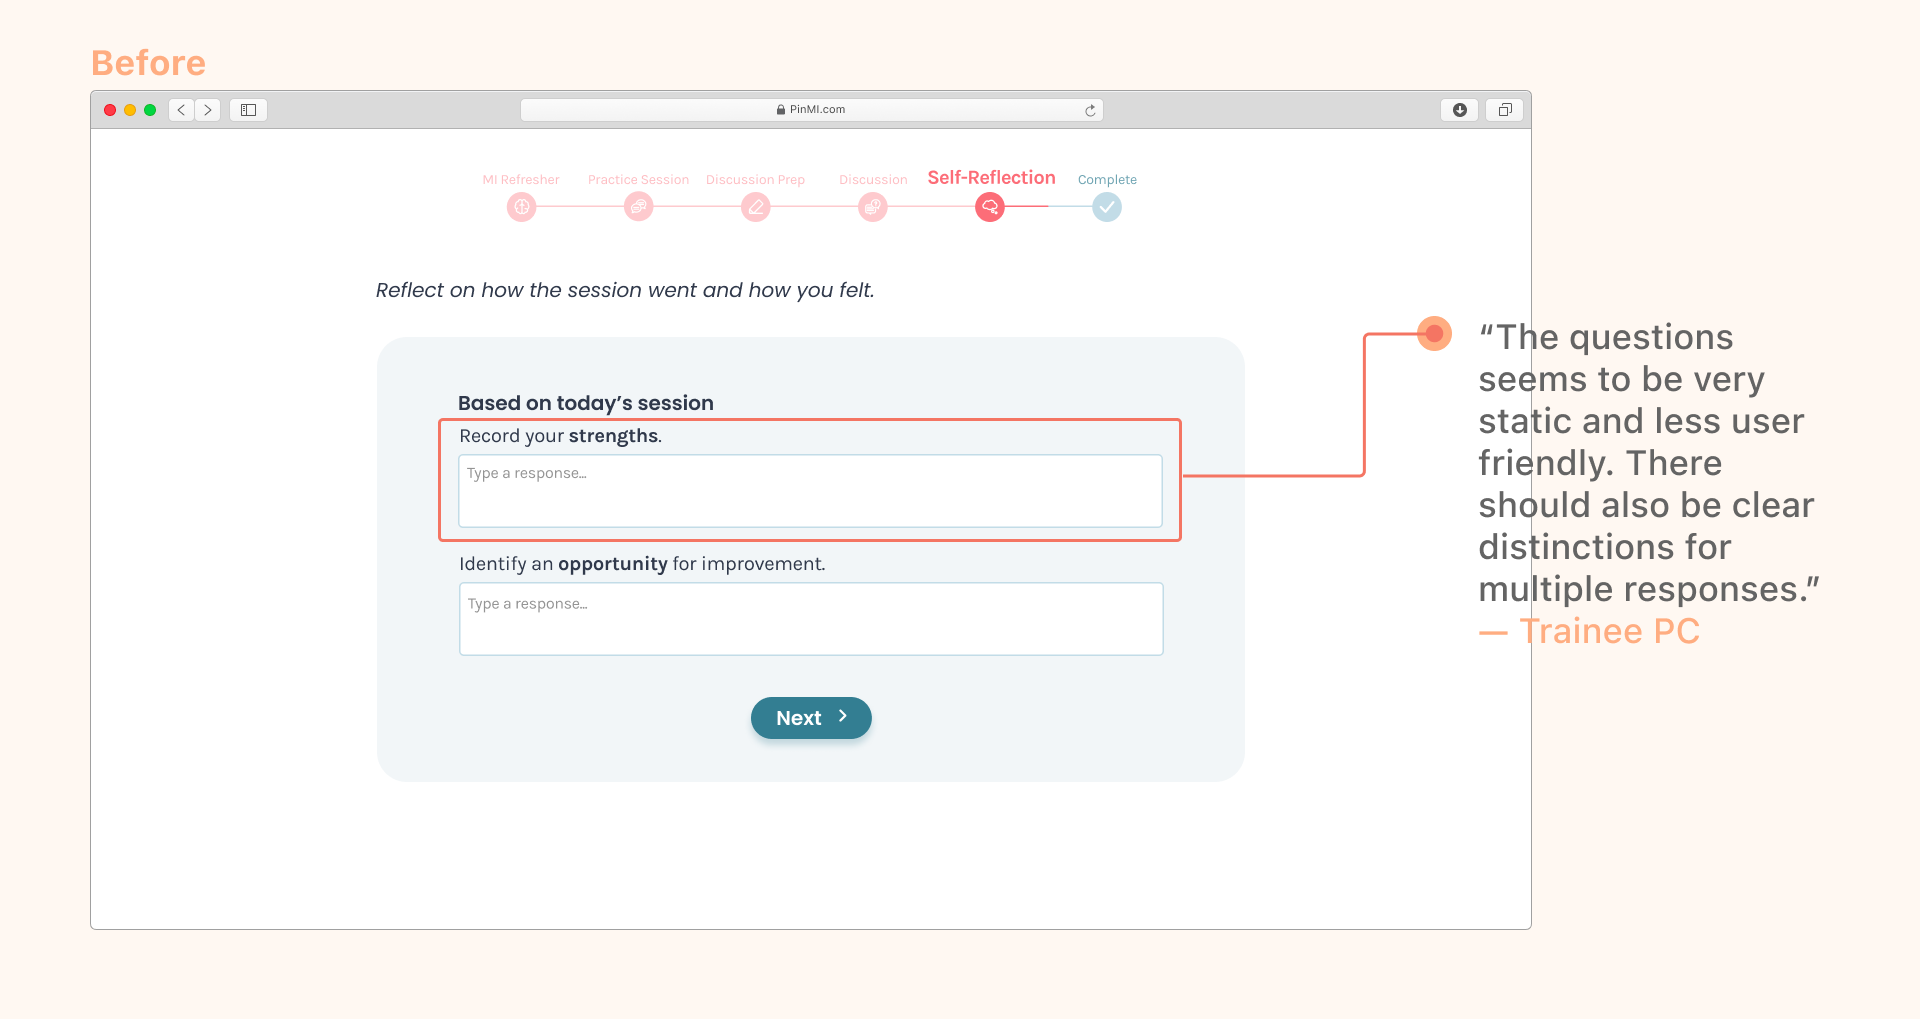 Before
PinMI.com
MI Refresher
Practice Session
Discussion Prep
Discussion
Self-Reflection
Complete
Reflect on how the session went and how you felt.
Based on today’s session
Record your strengths.
Type a response...
Identify an opportunity for improvement.
Type a response...
Next
“The questions
seems to be very
static and less user
friendly. There
should also be clear
distinctions for
multiple responses.”
— Trainee PC